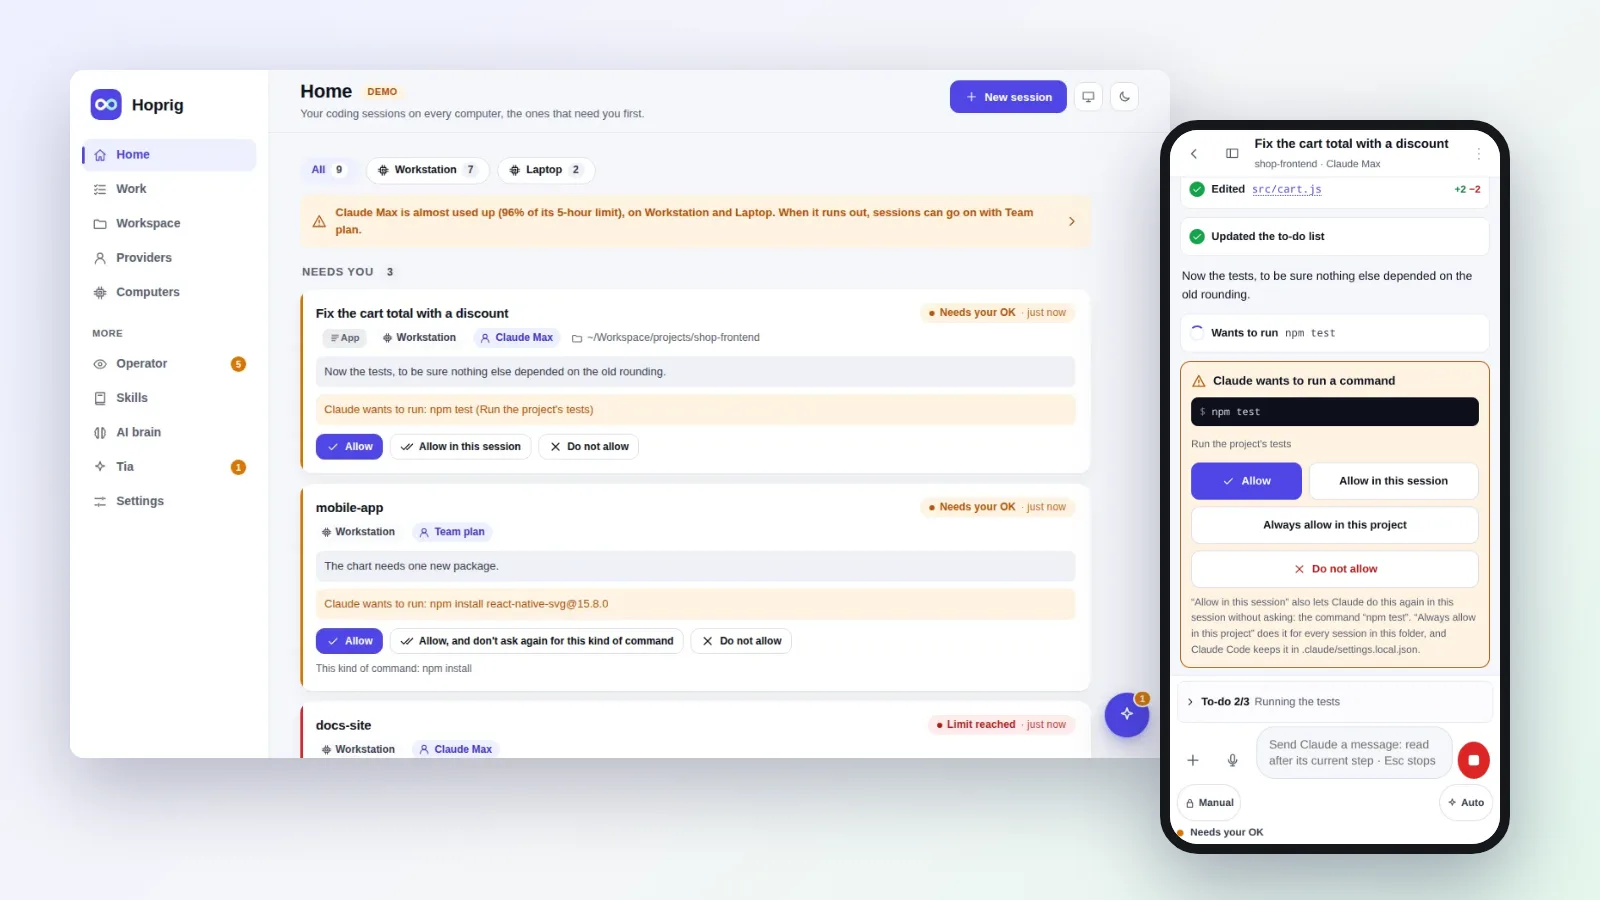 Hoprig
Home
Work
Workspace
Providers
Computers
MORE
Operator 5
Skills
AI brain
Tia 1
Settings
Home DEMO
Your coding sessions on every computer, the ones that need you first.
New session
All 9 Workstation 7 Laptop 2
Claude Max is almost used up (96% of its 5-hour limit), on Workstation and Laptop. When it runs out, sessions can go on with Team
plan.
NEEDS YOU 3
Fix the cart total with a discount
Needs your OK · just now
App Workstation Claude Max ~/Workspace/projects/shop-frontend
Now the tests, to be sure nothing else depended on the old rounding.
Claude wants to run: npm test (Run the project's tests)
Allow Allow in this session Do not allow
mobile-app
Needs your OK · just now
Workstation Team plan
The chart needs one new package.
Claude wants to run: npm install react-native-svg@15.8.0
Allow Allow, and don't ask again for this kind of command Do not allow
This kind of command: npm install
docs-site
Limit reached · just now
Workstation Claude Max
1
Fix the cart total with a discount
shop-frontend · Claude Max
Edited src/cart.js +2 −2
Updated the to-do list
Now the tests, to be sure nothing else depended on the
old rounding.
Wants to run npm test
Claude wants to run a command
$ npm test
Run the project's tests
Allow Allow in this session
Always allow in this project
Do not allow
"Allow in this session" also lets Claude do this again in this
session without asking: the command "npm test". "Always allow
in this project" does it for every session in this folder, and
Claude Code keeps it in .claude/settings.local.json.
To-do 2/3 Running the tests
Send Claude a message: read
after its current step · Esc stops
Manual Auto
Needs your OK